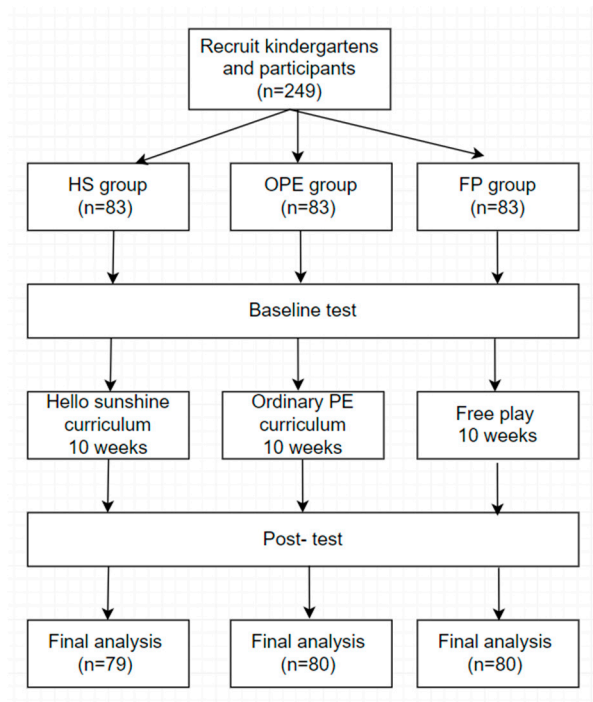 Recruit kindergartens
and participants
(n=249)
HS group
(n=83)
OPE group
(n=83)
FP group
(n=83)
Baseline test
Hello sunshine
curriculum
10 weeks
Ordinary PE
curriculum
10 weeks
Free play
10 weeks
Post- test
Final analysis
(n=79)
Final analysis
(n=80)
Final analysis
(n=80)